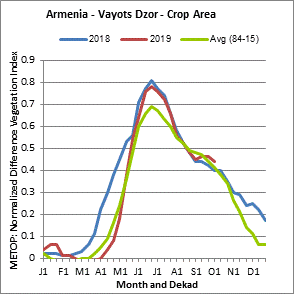 Armenia - Vayots Dzor - Crop Area
2018 2019 Avg (84-15)
METOP: Normalized Difference Vegetation Index
0.9
0.8
0.7
0.6
0.5
0.4
0.3
0.2
0.1
0
J1 F1 M1 A1 M1 J1 J1 A1 S1 O1 N1 D1
Month and Dekad